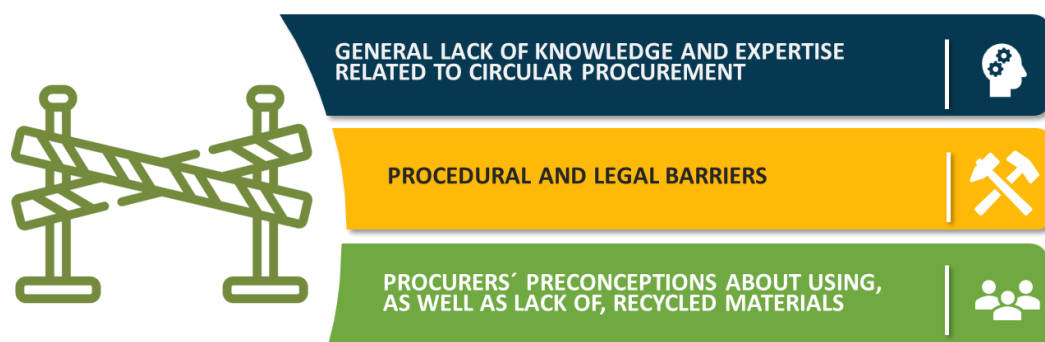 GENERAL LACK OF KNOWLEDGE AND EXPERTISE
RELATED TO CIRCULAR PROCUREMENT
PROCEDURAL AND LEGAL BARRIERS
PROCURERS´ PRECONCEPTIONS ABOUT USING,
AS WELL AS LACK OF, RECYCLED MATERIALS